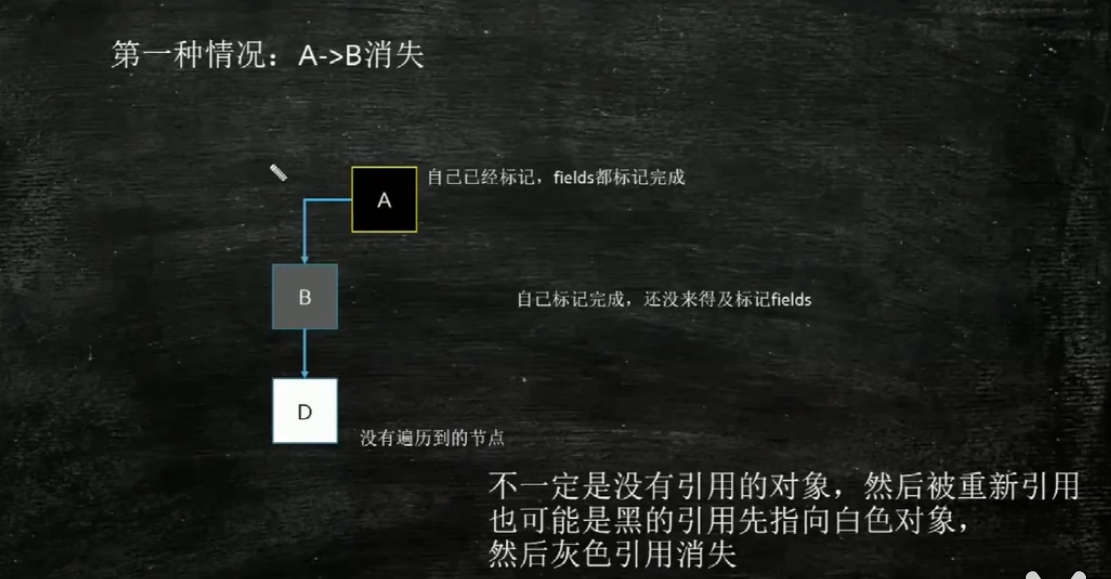 第一种情况：A->B消失
自己已经标记，fields都标记完成
A
B
自己标记完成，还没来得及标记fields
D
没有遍历到的节点
不一定是没有引用的对象，然后被重新引用
也可能是黑的引用先指向白色对象，
然后灰色引用消失